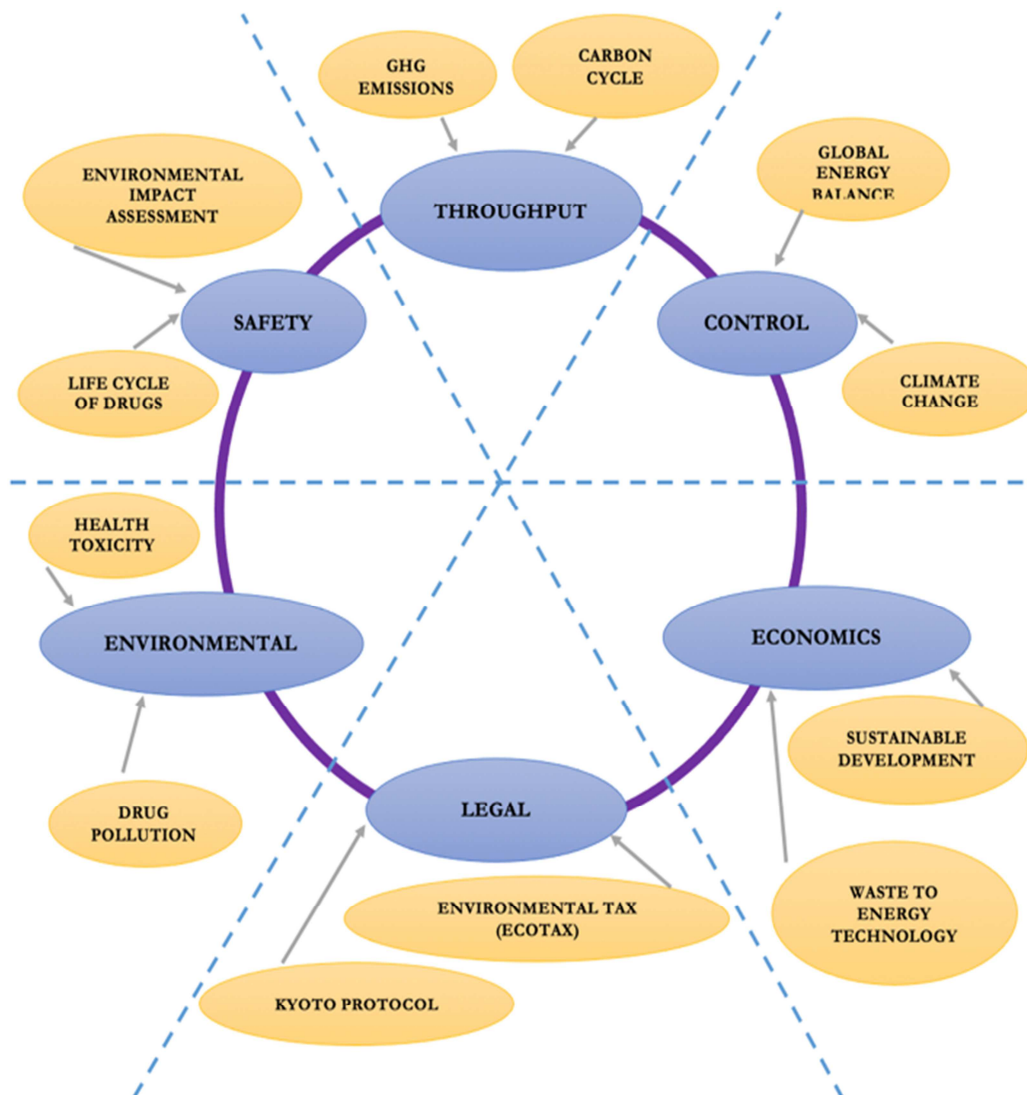 GHG
EMISSIONS
CARBON
CYCLE
ENVIRONMENTAL
IMPACT
ASSESSMENT
GLOBAL
ENERGY
BALANCE
THROUGHPUT
SAFETY
CONTROL
LIFE CYCLE
OF DRUGS
CLIMATE
CHANGE
HEALTH
TOXICITY
ENVIRONMENTAL
ECONOMICS
SUSTAINABLE
DEVELOPMENT
DRUG
POLLUTION
LEGAL
ENVIRONMENTAL TAX
(ECOTAX)
WASTE TO
ENERGY
TECHNOLOGY
KYOTO PROTOCOL